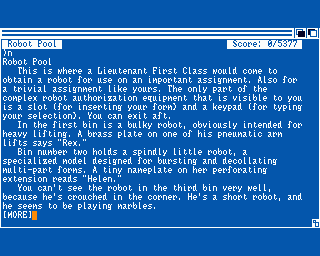 Robot Pool Score: 0/5377
>n
Robot Pool
This is where a Lieutenant First Class would come to
obtain a robot for use on an important assignment. Also for
a trivial assignment like yours. The only part of the
complex robot authorization equipment that is visible to you
is a slot (for inserting your form) and a keypad (for typing
your selection). You can exit aft.
In the first bin is a bulky robot, obviously intended for
heavy lifting. A brass plate on one of his pneumatic arm
lifts says "Rex."
Bin number two holds a spindly little robot, a
specialized model designed for bursting and decollating
multi-part forms. A tiny nameplate on her perforating
extension reads "Helen."
You can't see the robot in the third bin very well,
because he's crouched in the corner. He's a short robot, and
he seems to be playing marbles.
[MORE]